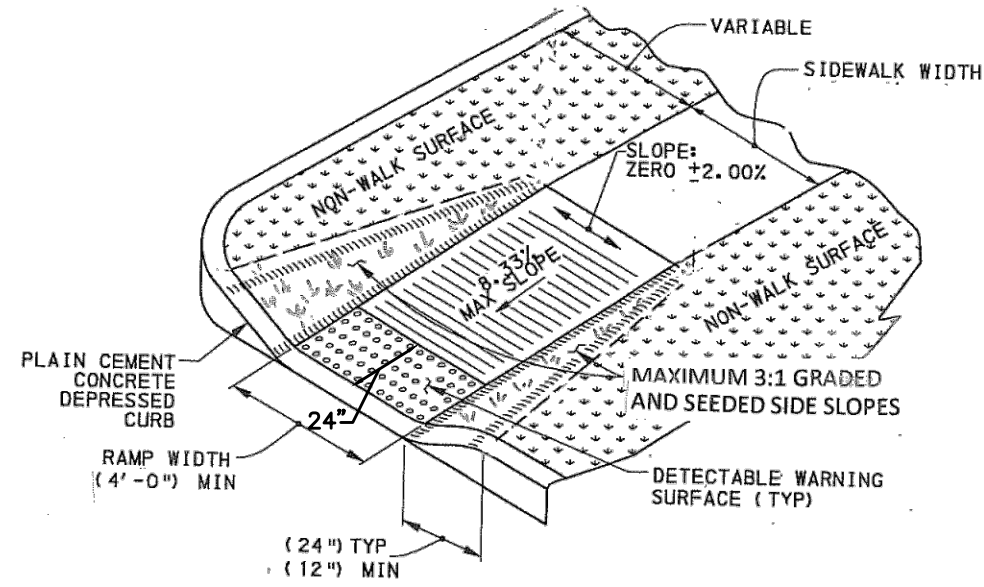 VARIABLE
SIDEWALK WIDTH
NON-WALK SURFACE
SLOPE:
ZERO ±2.00%
8.33%
MAX SLOPE
NON-WALK SURFACE
PLAIN CEMENT
CONCRETE
DEPRESSED
CURB
24"
MAXIMUM 3:1 GRADED
AND SEEDED SIDE SLOPES
RAMP WIDTH
(4'-0") MIN
DETECTABLE WARNING
SURFACE (TYP)
(24") TYP
(12") MIN